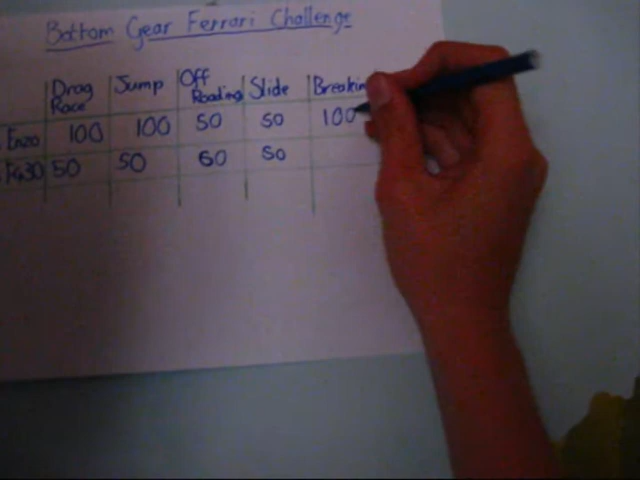 Bottom Gear Ferrari Challenge
Drag Race Jump Off Roading Slide Breakin
Enzo 100 100 50 50 100
F430 50 50 60 50